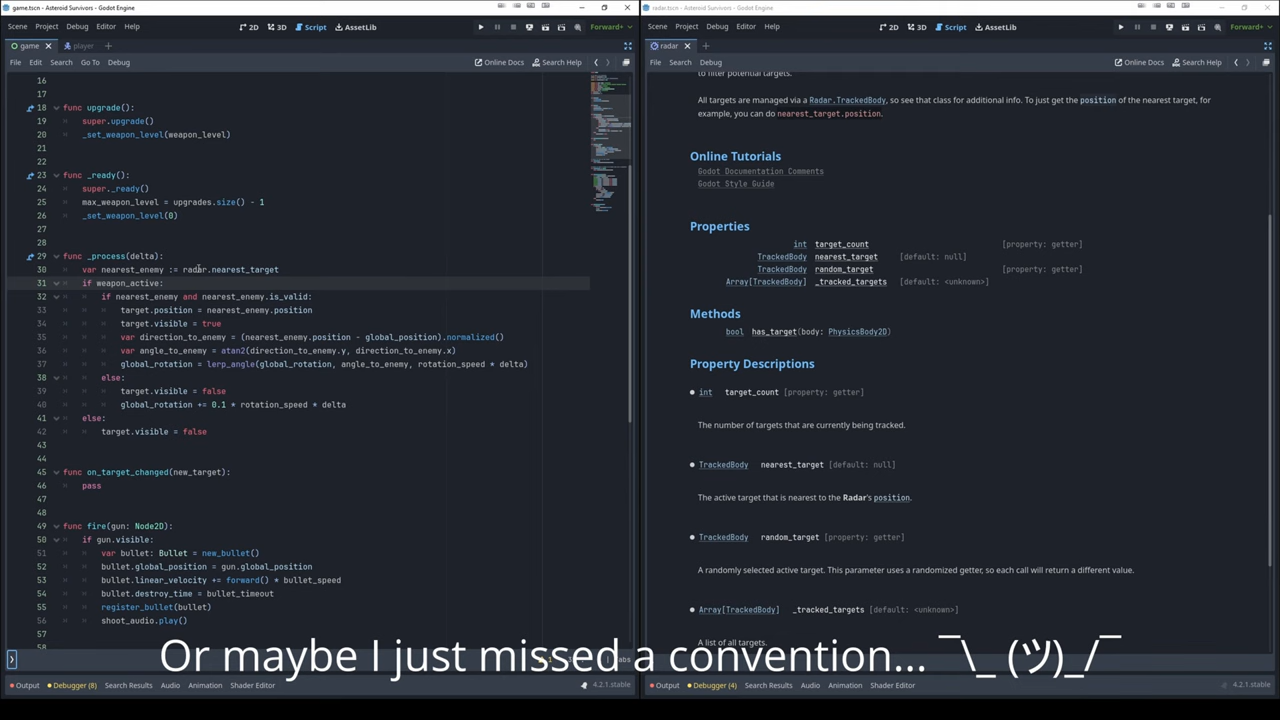 game.tscn - Asteroid Survivors - Godot Engine
Scene Project Debug Editor Help
2D 3D Script AssetLib
Forward+
game player
File Edit Search Go To Debug
Online Docs Search Help
16
17
18 func upgrade():
19 super.upgrade()
20 _set_weapon_level(weapon_level)
21
22
23 func _ready():
24 super._ready()
25 max_weapon_level = upgrades.size() - 1
26 _set_weapon_level(0)
27
28
29 func _process(delta):
30 var nearest_enemy := radar.nearest_target
31 if weapon_active:
32 if nearest_enemy and nearest_enemy.is_valid:
33 target.position = nearest_enemy.position
34 target.visible = true
35 var direction_to_enemy = (nearest_enemy.position - global_position).normalized()
36 var angle_to_enemy = atan2(direction_to_enemy.y, direction_to_enemy.x)
37 global_rotation = lerp_angle(global_rotation, angle_to_enemy, rotation_speed * delta)
38 else:
39 target.visible = false
40 global_rotation += 0.1 * rotation_speed * delta
41 else:
42 target.visible = false
43
44
45 func on_target_changed(new_target):
46 pass
47
48
49 func fire(gun: Node2D):
50 if gun.visible:
51 var bullet: Bullet = new_bullet()
52 bullet.global_position = gun.global_position
53 bullet.linear_velocity += forward() * bullet_speed
54 bullet.destroy_time = bullet_timeout
55 register_bullet(bullet)
56 shoot_audio.play()
57
58
Output Debugger (8) Search Results Audio Animation Shader Editor
4.2.1.stable
radar.tscn - Asteroid Survivors - Godot Engine
Scene Project Debug Editor Help
2D 3D Script AssetLib
Forward+
radar
File Search Debug
Online Docs Search Help
to filter potential targets.
All targets are managed via a Radar.TrackedBody, so see that class for additional info. To just get the position of the nearest target, for
example, you can do nearest_target.position.
Online Tutorials
Godot Documentation Comments
Godot Style Guide
Properties
int target_count [property: getter]
TrackedBody nearest_target [default: null]
TrackedBody random_target [property: getter]
Array[TrackedBody] _tracked_targets [default: <unknown>]
Methods
bool has_target(body: PhysicsBody2D)
Property Descriptions
int target_count [property: getter]
The number of targets that are currently being tracked.
TrackedBody nearest_target [default: null]
The active target that is nearest to the Radar's position.
TrackedBody random_target [property: getter]
A randomly selected active target. This parameter uses a randomized getter, so each call will return a different value.
Array[TrackedBody] _tracked_targets [default: <unknown>]
A list of all targets.
Output Debugger (4) Search Results Audio Animation Shader Editor
4.2.1.stable
Or maybe I just missed a convention... ¯\_(ツ)_/¯